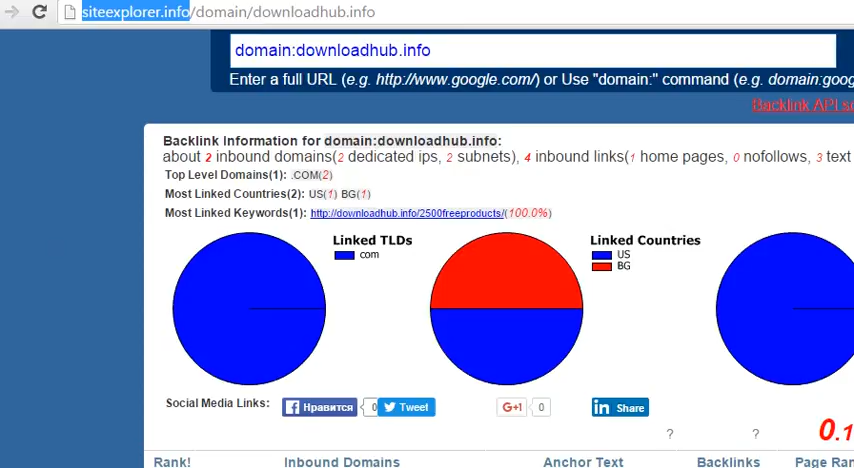 siteexplorer.info/domain/downloadhub.info
domain:downloadhub.info
Enter a full URL (e.g. http://www.google.com/) or Use "domain:" command (e.g. domain:goog
Backlink API se
Backlink Information for domain:downloadhub.info:
about 2 inbound domains(2 dedicated ips, 2 subnets), 4 inbound links(1 home pages, 0 nofollows, 3 text
Top Level Domains(1): .COM(2)
Most Linked Countries(2): US(1) BG(1)
Most Linked Keywords(1): http://downloadhub.info/2500freeproducts/(100.0%)
Linked TLDs
com
Linked Countries
US
BG
Social Media Links: Нравится 0 Tweet G+1 0 in Share
? ? 0.1
Rank! Inbound Domains Anchor Text Backlinks Page Ran